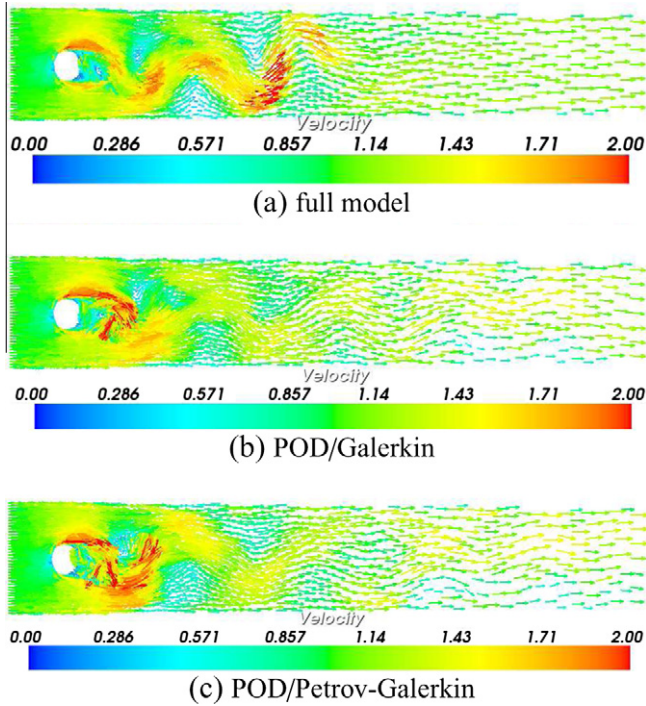 Velocity
0.00 0.286 0.571 0.857 1.14 1.43 1.71 2.00
(a) full model
Velocity
0.00 0.286 0.571 0.857 1.14 1.43 1.71 2.00
(b) POD/Galerkin
Velocity
0.00 0.286 0.571 0.857 1.14 1.43 1.71 2.00
(c) POD/Petrov-Galerkin